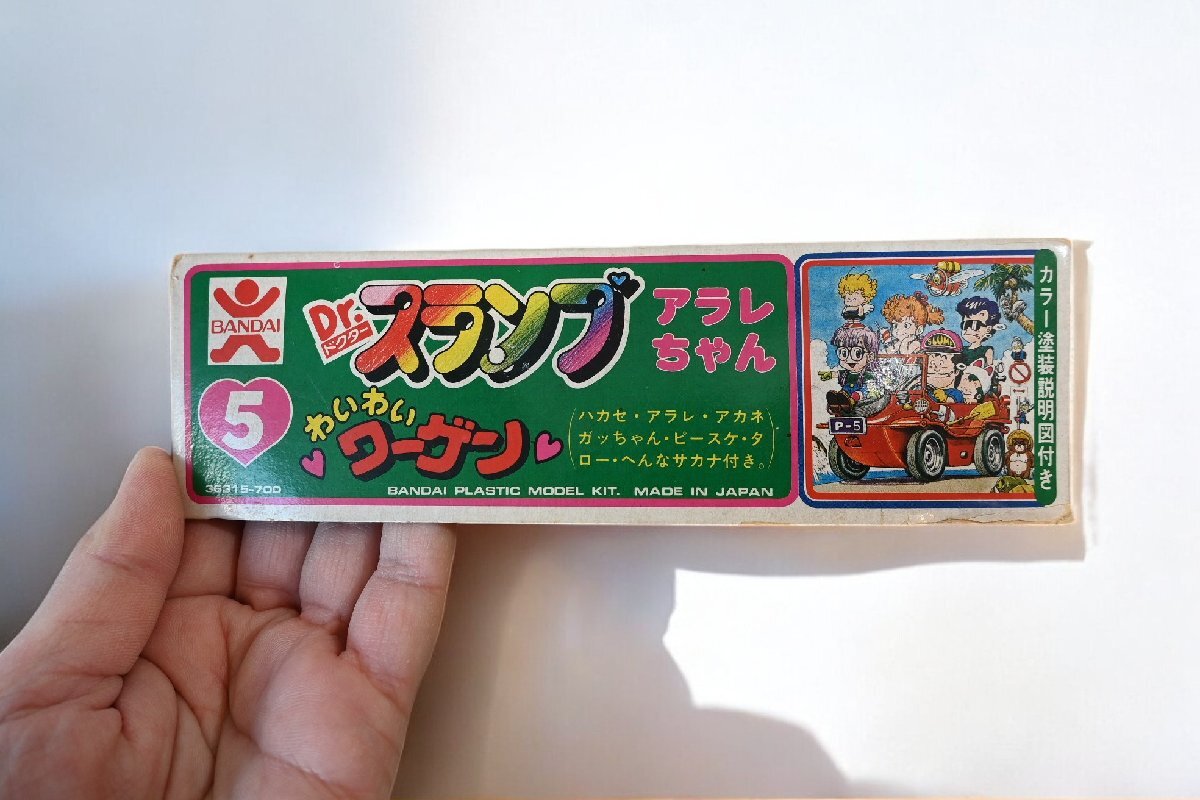 BANDAI
5
36315-700
Dr.
ドクター
スランプ
アラレ
ちゃん
わいわい
ワーゲン
ハカセ・アラレ・アカネ
ガッちゃん・ピースケ・タ
ロー・へんなサカナ付き。
BANDAI PLASTIC MODEL KIT. MADE IN JAPAN
P-5
カラー塗装説明図付き